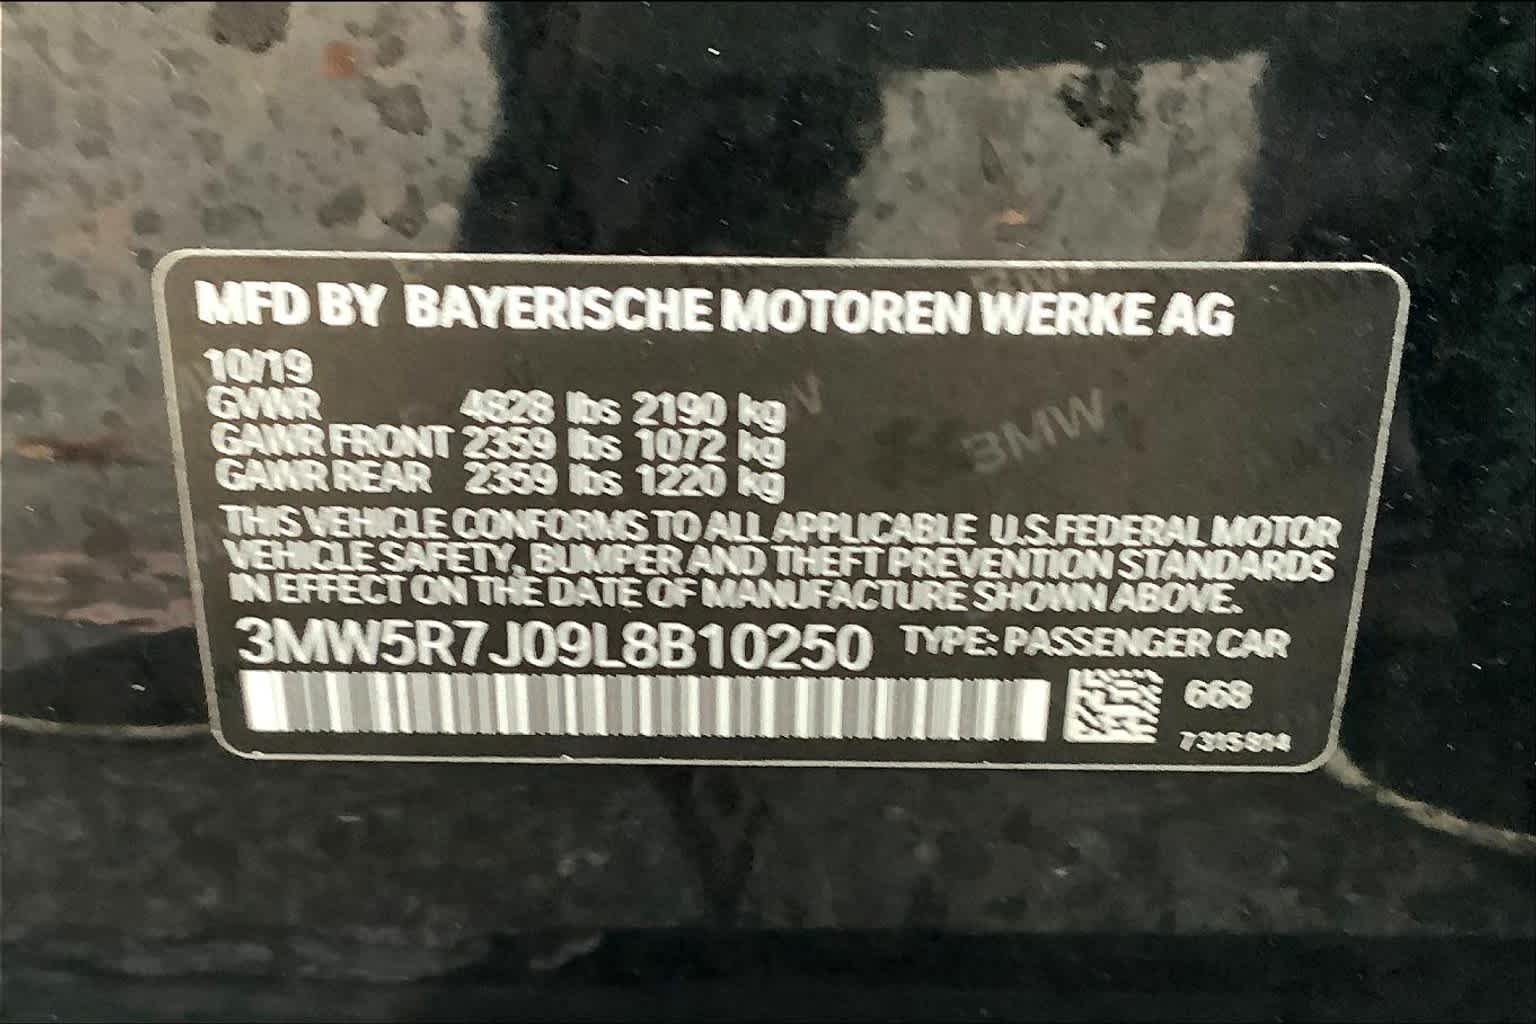 MFD BY BAYERISCHE MOTOREN WERKE AG
10/19
GVWR 4828 lbs 2190 kg
GAWR FRONT 2359 lbs 1072 kg
GAWR REAR 2359 lbs 1220 kg
THIS VEHICLE CONFORMS TO ALL APPLICABLE U.S.FEDERAL MOTOR
VEHICLE SAFETY, BUMPER AND THEFT PREVENTION STANDARDS
IN EFFECT ON THE DATE OF MANUFACTURE SHOWN ABOVE.
3MW5R7J09L8B10250 TYPE: PASSENGER CAR
668
7315814
BMW